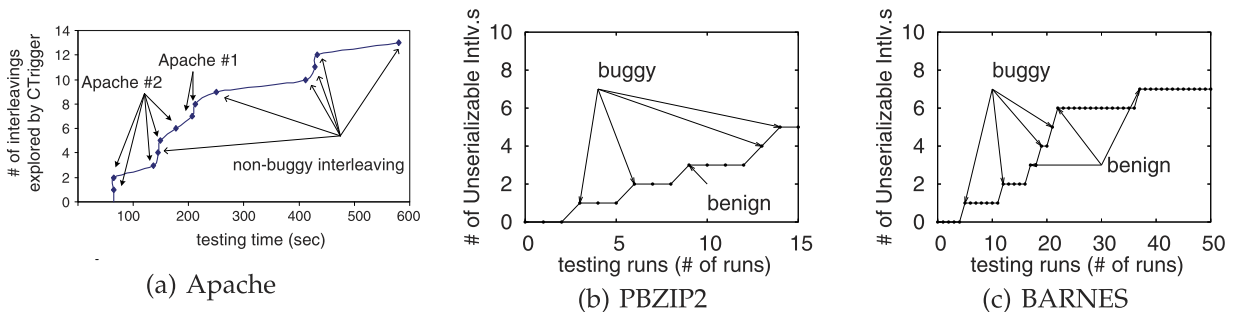 # of interleavings
explored by CTrigger
14
12
10
8
6
4
2
0
Apache #2
Apache #1
non-buggy interleaving
100
200
300
400
500
600
testing time (sec)
(a) Apache
# of Unserializable Intlv.s
10
8
6
4
2
0
buggy
benign
0
5
10
15
testing runs (# of runs)
(b) PBZIP2
# of Unserializable Intlv.s
10
8
6
4
2
0
buggy
benign
0
10
20
30
40
50
testing runs (# of runs)
(c) BARNES